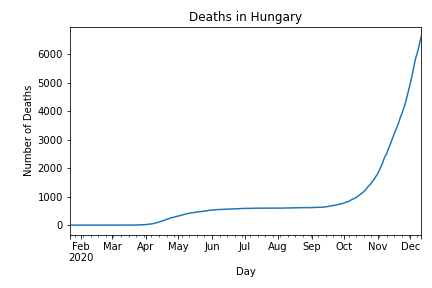 Deaths in Hungary
6000
5000
4000
3000
2000
1000
0
Number of Deaths
Feb Mar Apr May Jun Jul Aug Sep Oct Nov Dec
2020
Day